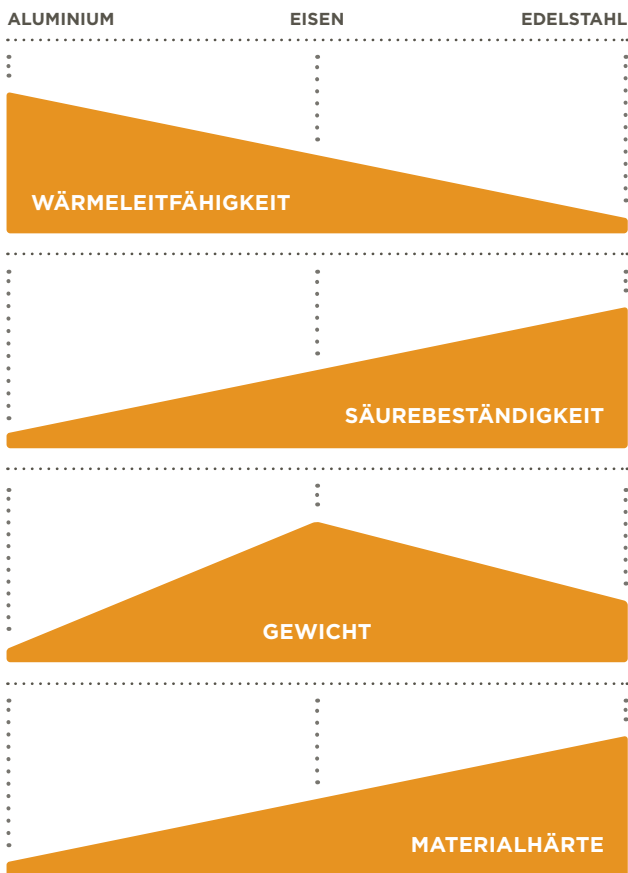 ALUMINIUM EISEN EDELSTAHL
WÄRMELEITFÄHIGKEIT
SÄUREBESTÄNDIGKEIT
GEWICHT
MATERIALHÄRTE